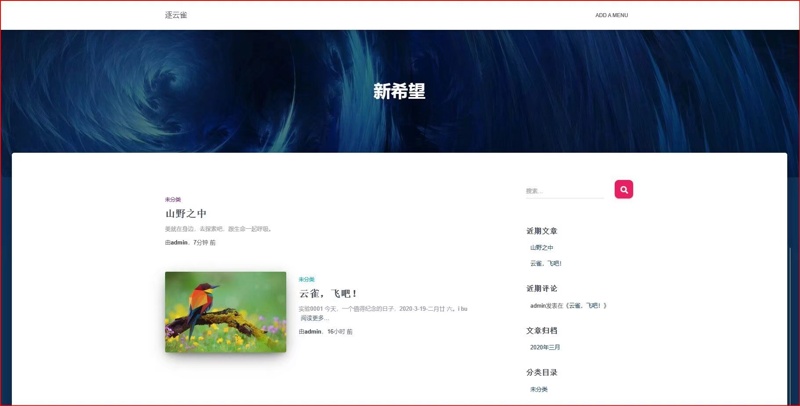 逐云雀
ADD A MENU
新希望
未分类
山野之中
美就在身边，去探索吧，跟生命一起呼吸。
由admin、7分钟 前
未分类
云雀，飞吧！
实验0001 今天，一个值得纪念的日子，2020-3-19-二月廿 六。I bu
阅读更多…
由admin、16小时 前
搜索…
近期文章
山野之中
云雀，飞吧！
近期评论
admin发表在《云雀，飞吧！》
文章归档
2020年三月
分类目录
未分类